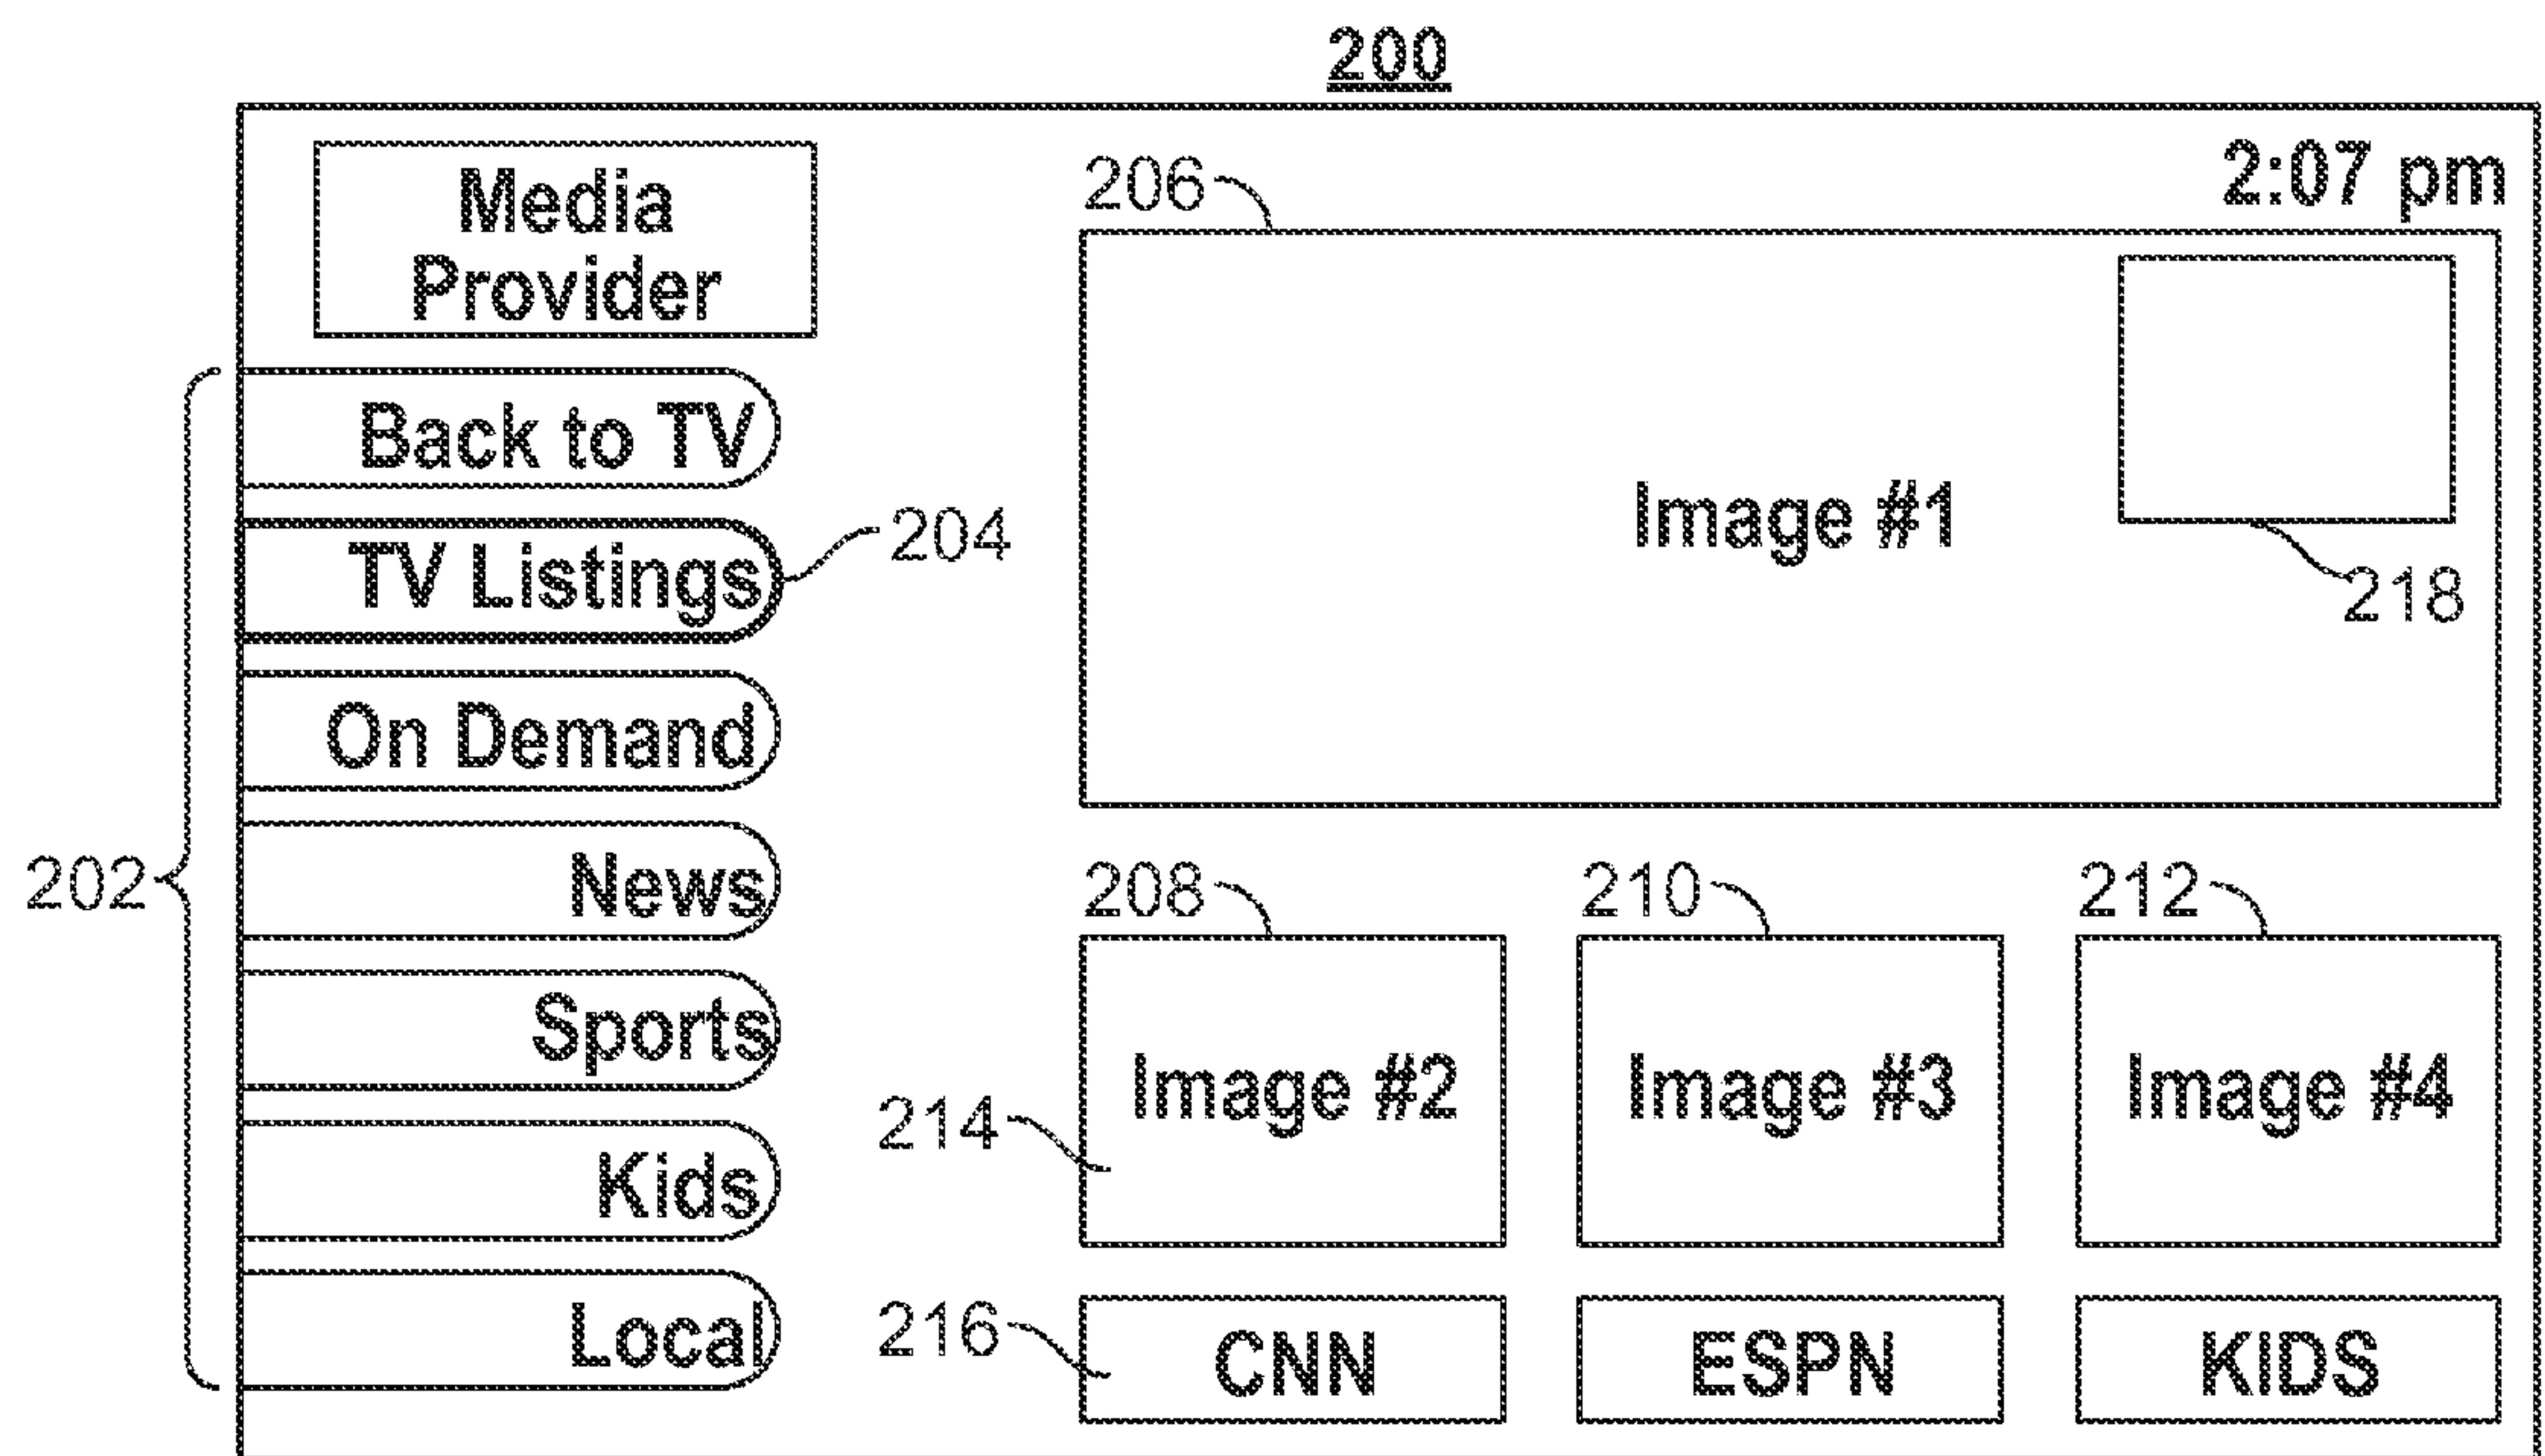 200
Media
Provider
2:07 pm
206
Back to TV
TV Listings
204
Image #1
218
On Demand
202
News
208
210
212
Sports
Image #2
Image #3
Image #4
214
Kids
Local
216
CNN
ESPN
KIDS